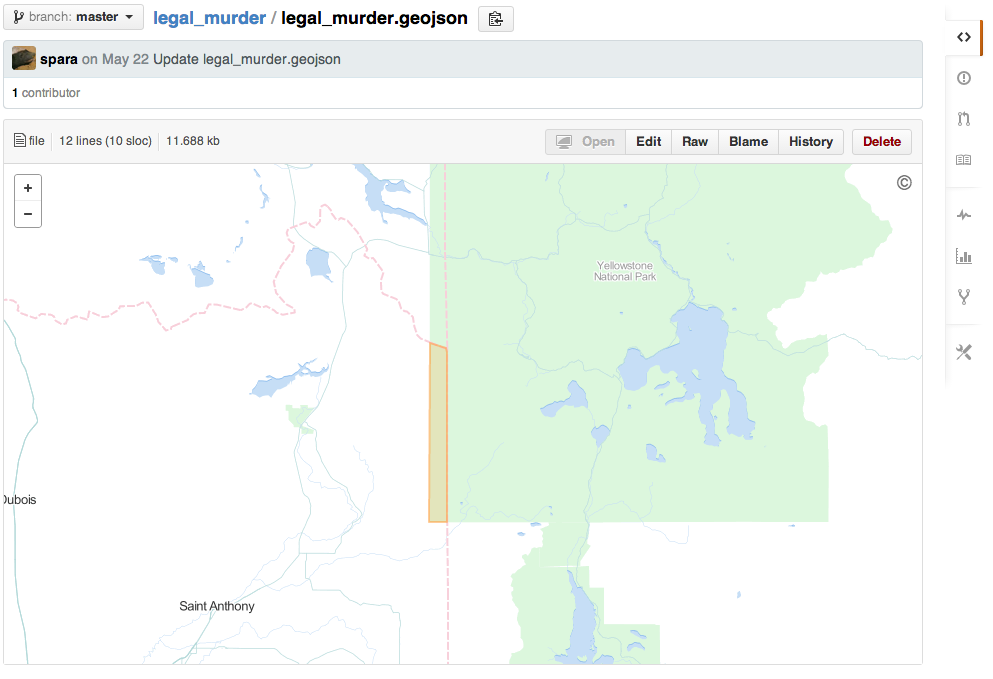 branch: master
legal_murder / legal_murder.geojson
spara on May 22 Update legal_murder.geojson
1 contributor
file 12 lines (10 sloc) 11.688 kb
Open Edit Raw Blame History Delete
+
−
©
Yellowstone
National Park
Dubois
Saint Anthony